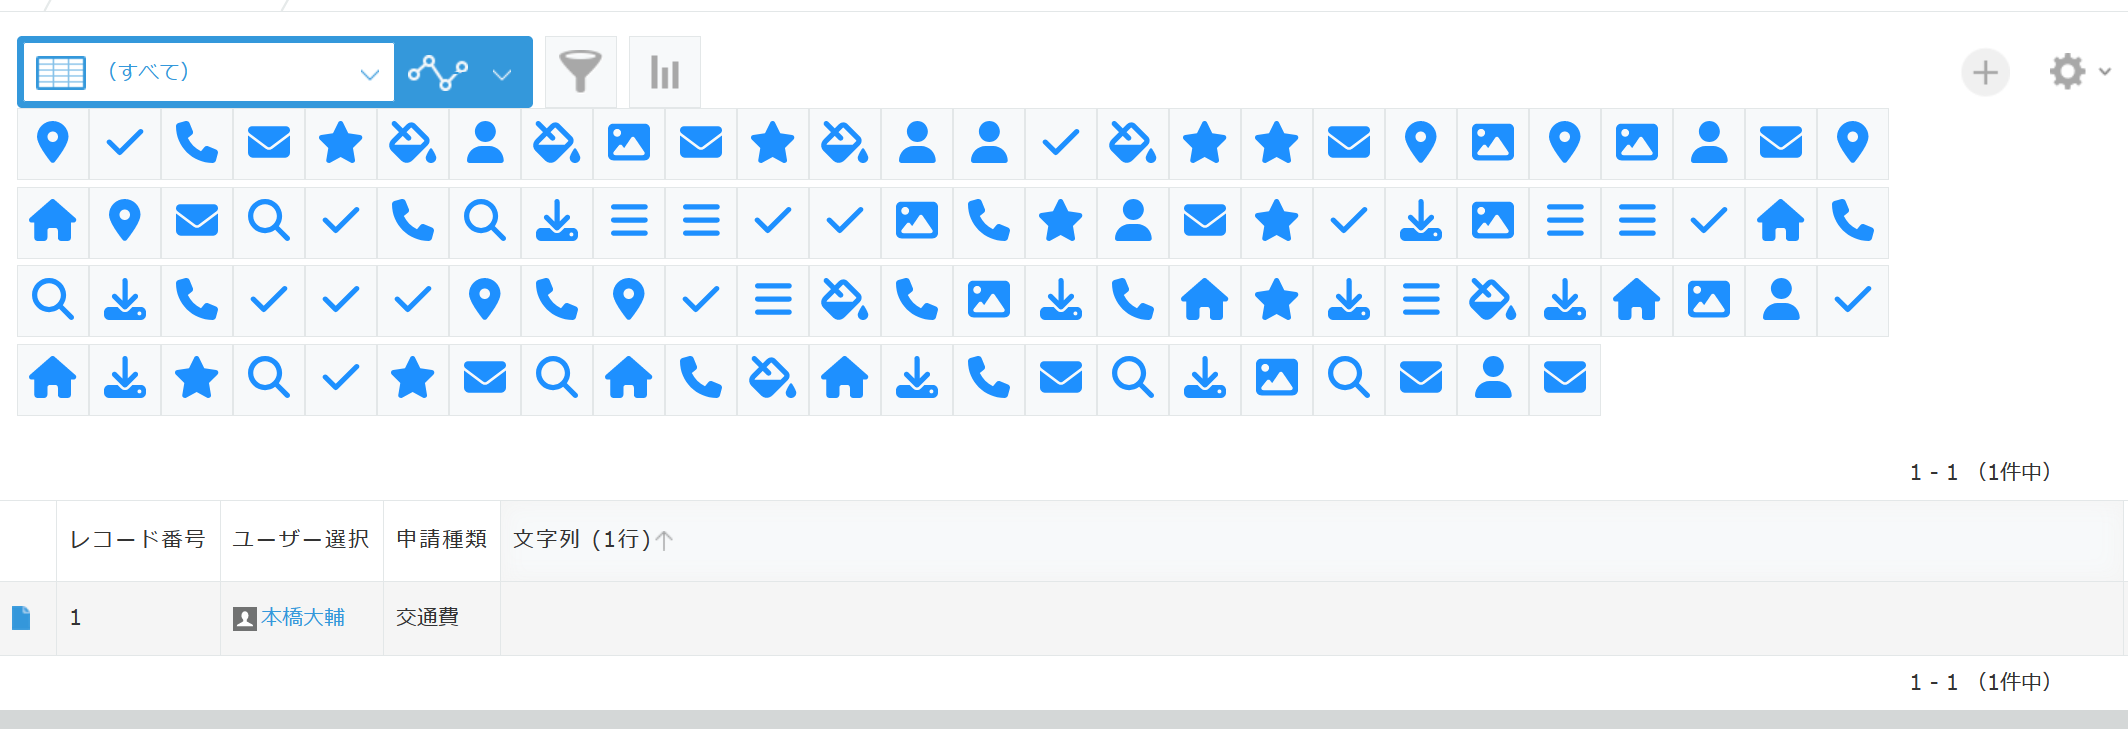 (すべて)
1 - 1 (1件中)
レコード番号 ユーザー選択 申請種類 文字列 (1行)
1 本橋大輔 交通費
1 - 1 (1件中)